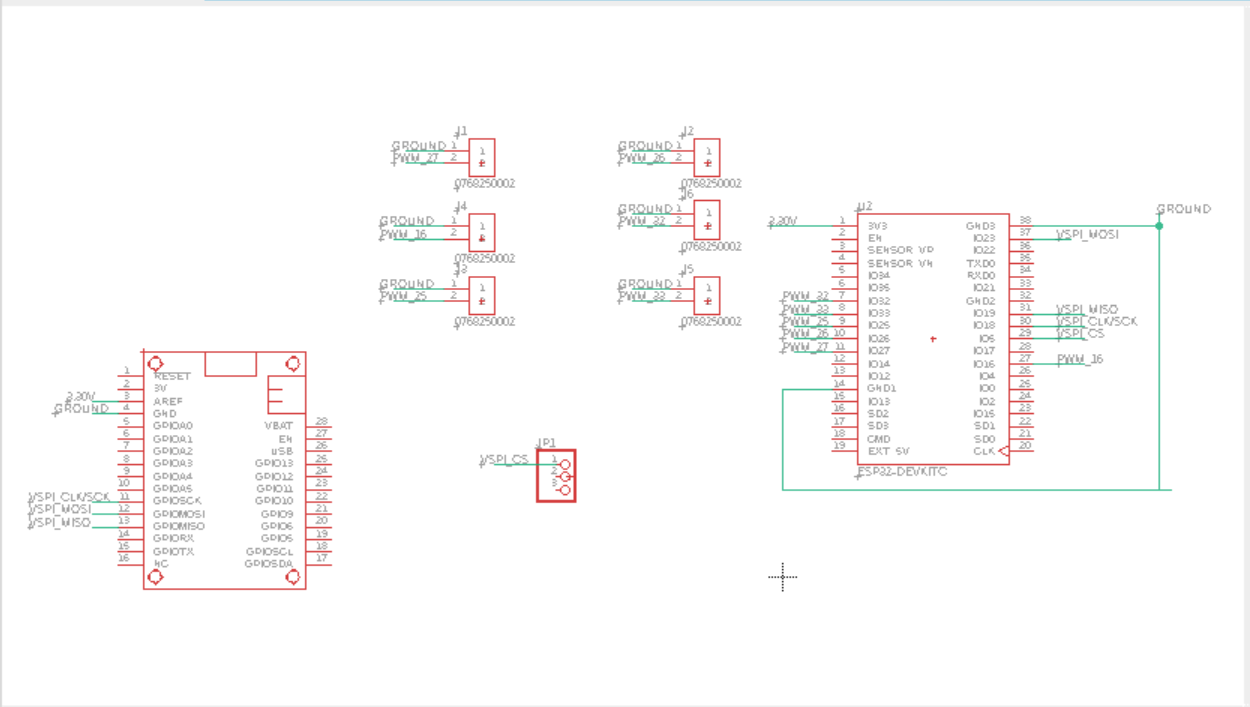 J1
GROUND 1 1
PWM_27 2 2
0768250002
J2
GROUND 1 1
PWM_26 2 2
0768250002
J4
GROUND 1 1
PWM_16 2
0768250002
J6
GROUND 1 1
PWM_32 2
0768250002
J3
GROUND 1 1
PWM_25 2 2
0768250002
J5
GROUND 1 1
PWM_33 2 2
0768250002
U2
3.30V 1 3V3
2 EN
3 SENSOR_VP
4 SENSOR_VN
5 IO34
6 IO35
PWM_32 7 IO32
PWM_33 8 IO33
PWM_25 9 IO25
PWM_26 10 IO26
PWM_27 11 IO27
12 IO14
13 IO12
14 GND1
15 IO13
16 SD2
17 SD3
18 CMD
19 EXT_5V
GROUND
GND3 38
IO23 37 VSPI_MOSI
IO22 36
TXD0 35
RXD0 34
IO21 33
GND2 32
IO19 31 VSPI_MISO
IO18 30 VSPI_CLK/SCK
IO5 29 VSPI_CS
IO17 28
IO16 27 PWM_16
IO4 26
IO0 25
IO2 24
IO15 23
SD1 22
SD0 21
CLK 20
ESP32-DEVKITC
1 RESET
2 3V
3.30V 3 AREF
GROUND 4 GND
5 GPIOA0
6 GPIOA1
7 GPIOA2
8 GPIOA3
9 GPIOA4
10 GPIOA5
VSPI_CLK/SCK 11 GPIOSCK
VSPI_MOSI 12 GPIOMOSI
VSPI_MISO 13 GPIOMISO
14 GPIORX
15 GPIOTX
16 NC
VBAT 28
EN 27
USB 26
GPIO13 25
GPIO12 24
GPIO11 23
GPIO10 22
GPIO9 21
GPIO6 20
GPIO5 19
GPIOSCL 18
GPIOSDA 17
JP1
VSPI_CS 1
2
3